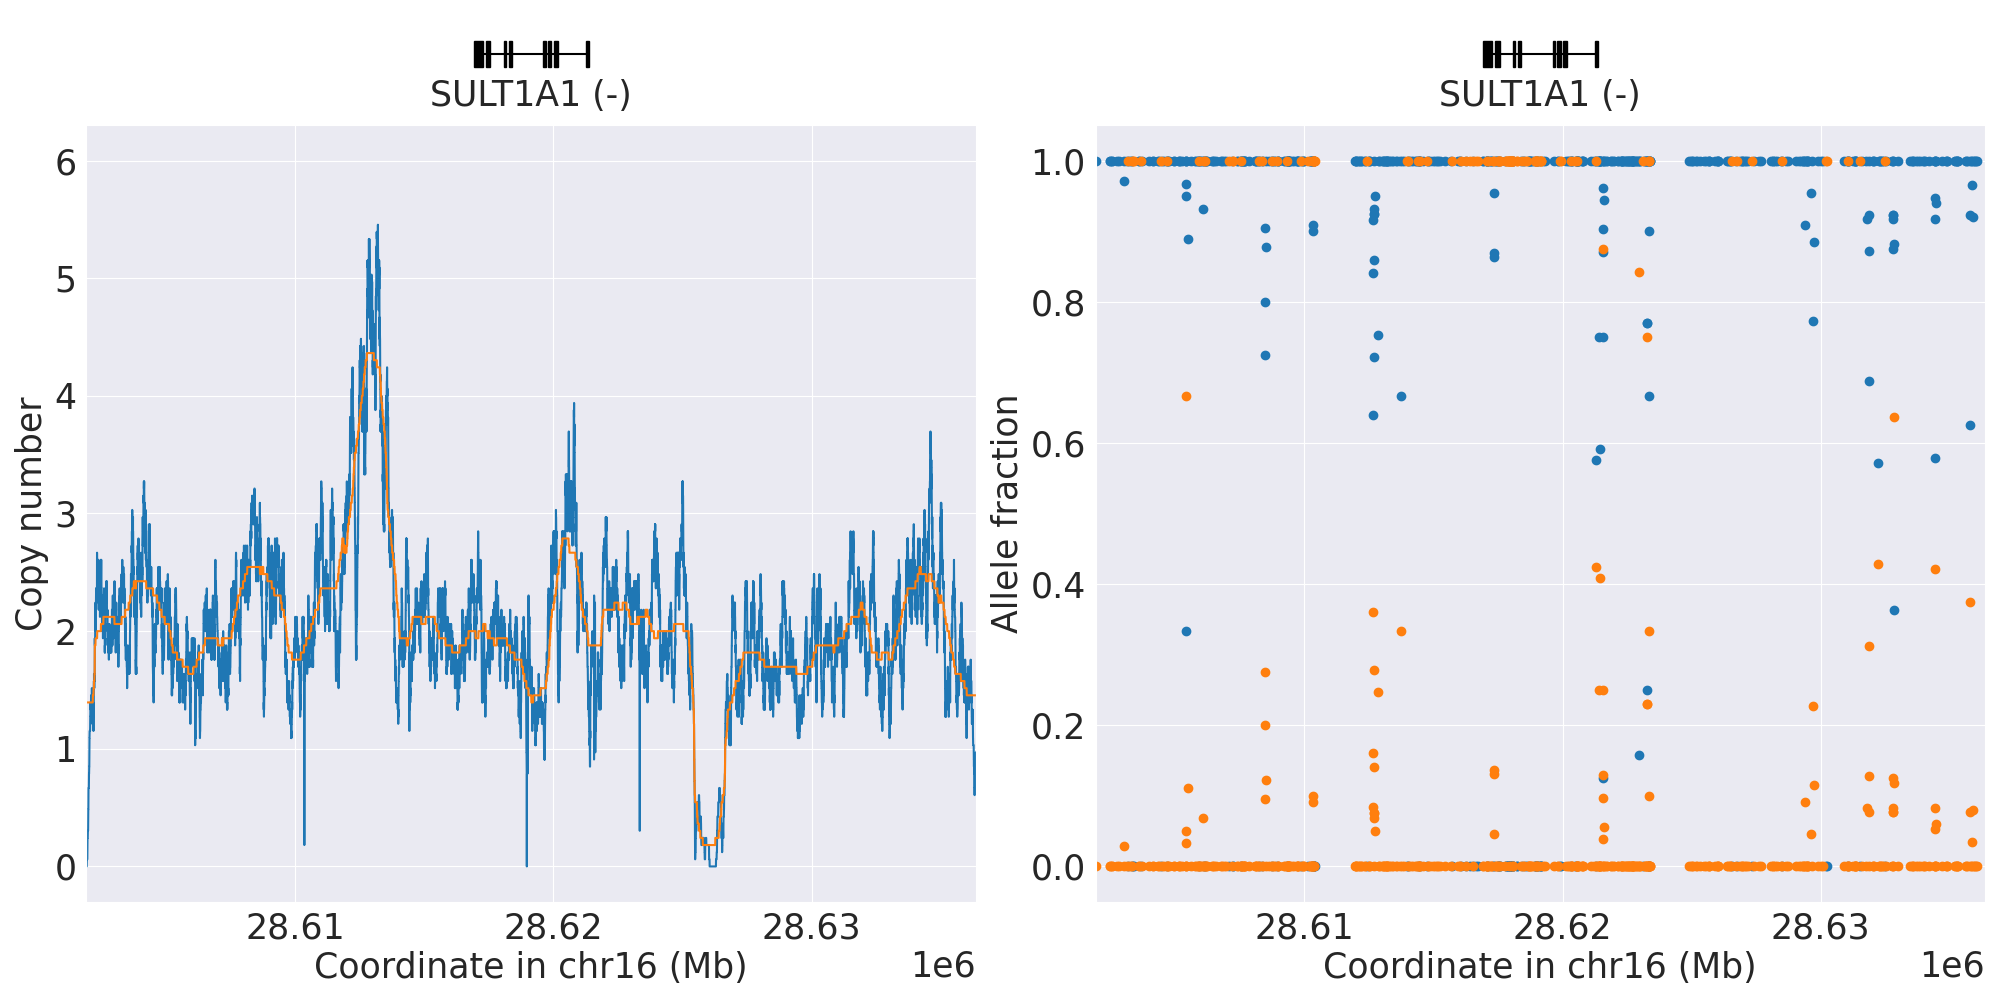 SULT1A1 (-)
6
5
4
3
2
1
0
Copy number
28.61
28.62
28.63
Coordinate in chr16 (Mb)
1e6
SULT1A1 (-)
1.0
0.8
0.6
0.4
0.2
0.0
Allele fraction
28.61
28.62
28.63
Coordinate in chr16 (Mb)
1e6